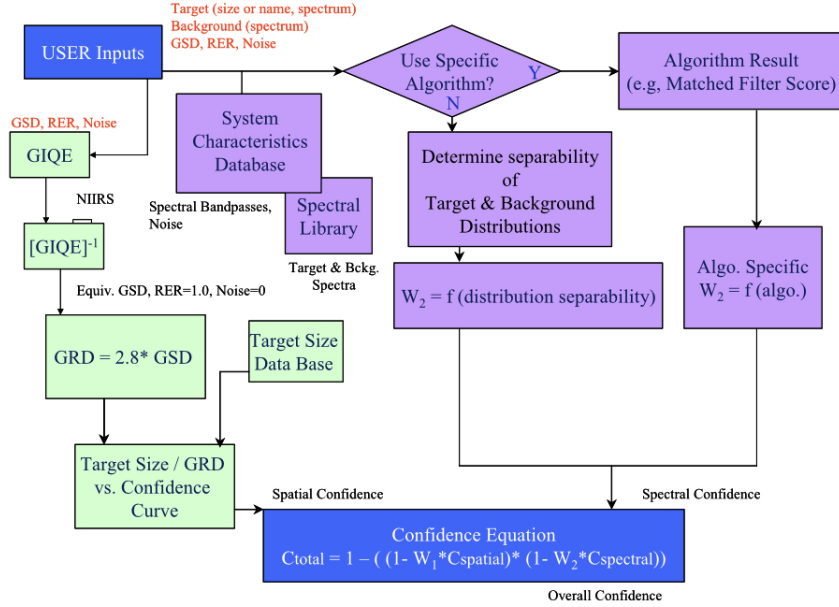 Target (size or name, spectrum)
Background (spectrum)
GSD, RER, Noise
USER Inputs
Use Specific
Algorithm?
Y
N
Algorithm Result
(e.g, Matched Filter Score)
GSD, RER, Noise
GIQE
System
Characteristics
Database
Spectral Bandpasses,
Noise
Spectral
Library
Target & Bckg.
Spectra
Determine separability
of
Target & Background
Distributions
NIIRS
[GIQE]⁻¹
Equiv. GSD, RER=1.0, Noise=0
W₂ = f (distribution separability)
Algo. Specific
W₂ = f (algo.)
GRD = 2.8* GSD
Target Size
Data Base
Target Size / GRD
vs. Confidence
Curve
Spatial Confidence
Spectral Confidence
Confidence Equation
Ctotal = 1 – ( (1- W₁*Cspatial)* (1- W₂*Cspectral))
Overall Confidence